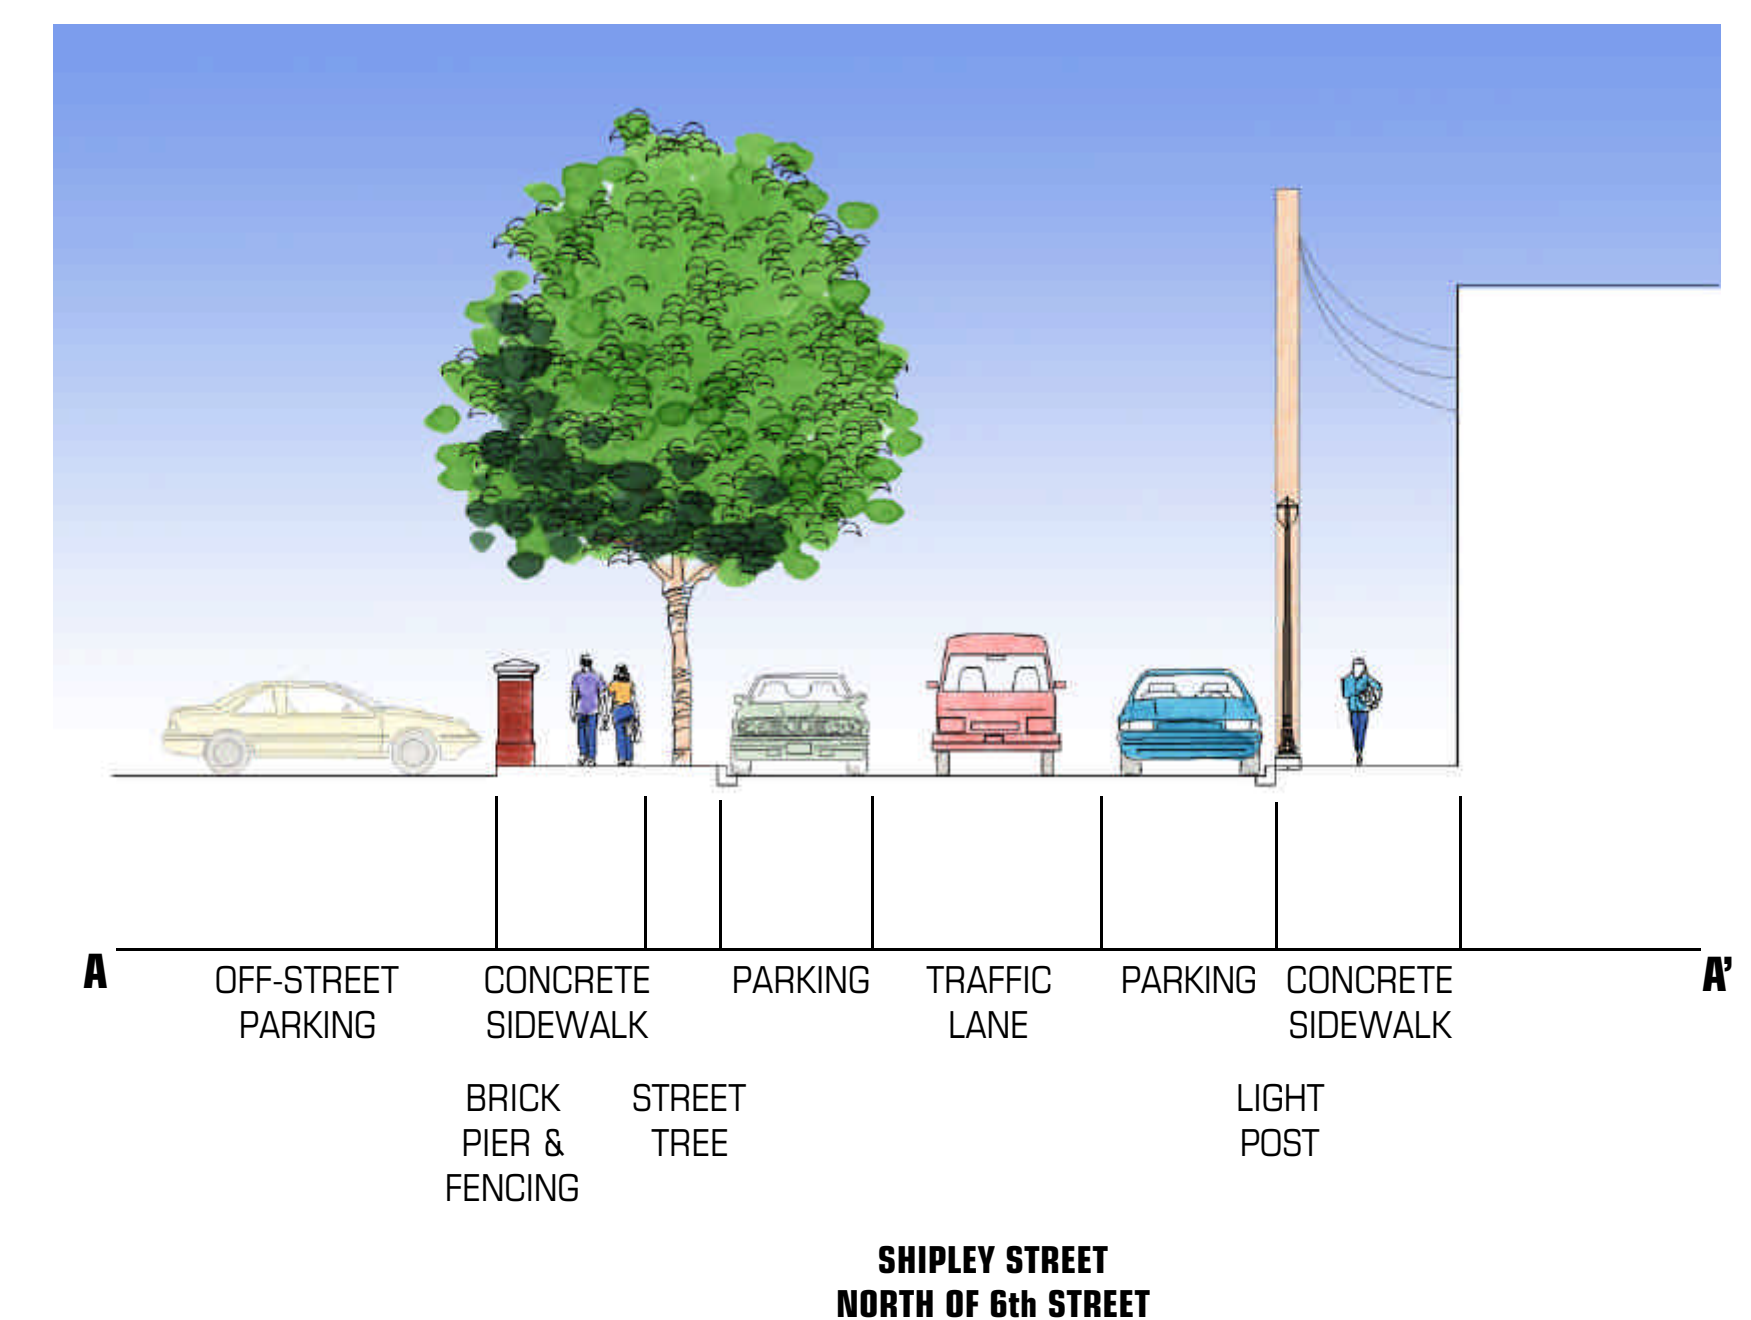 A
A'
OFF-STREET
PARKING
CONCRETE
SIDEWALK
PARKING
TRAFFIC
LANE
PARKING
CONCRETE
SIDEWALK
BRICK
PIER &
FENCING
STREET
TREE
LIGHT
POST
SHIPLEY STREET
NORTH OF 6th STREET